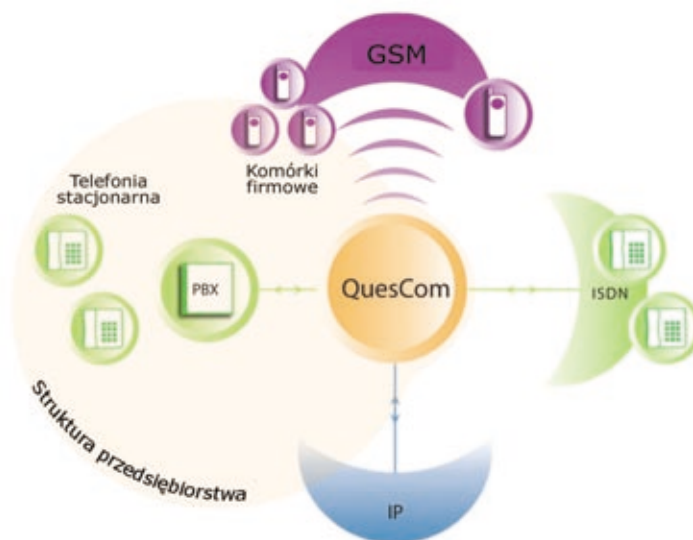 GSM
Komórki
firmowe
Telefonia
stacjonarna
PBX
QuesCom
ISDN
Struktura przedsiębiorstwa
IP